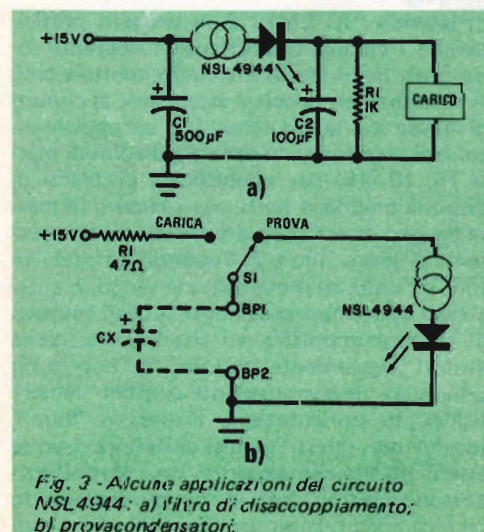 +15V
NSL4944
+
C1
500µF
+
C2
100µF
R1
1K
CARICO
a)
+15V
R1
47Ω
CARICA
PROVA
S1
BP1
+
CX
BP2
NSL4944
b)
Fig. 3 - Alcune applicazioni del circuito
NSL4944: a) filtro di disaccoppiamento;
b) provacondensatori.